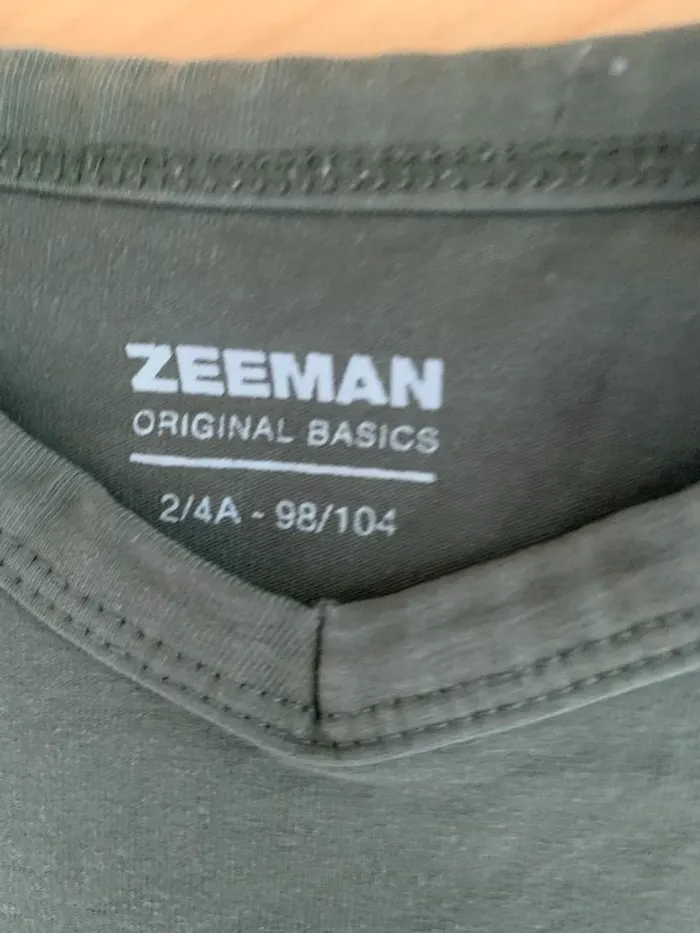 ZEEMAN
ORIGINAL BASICS
2/4A - 98/104